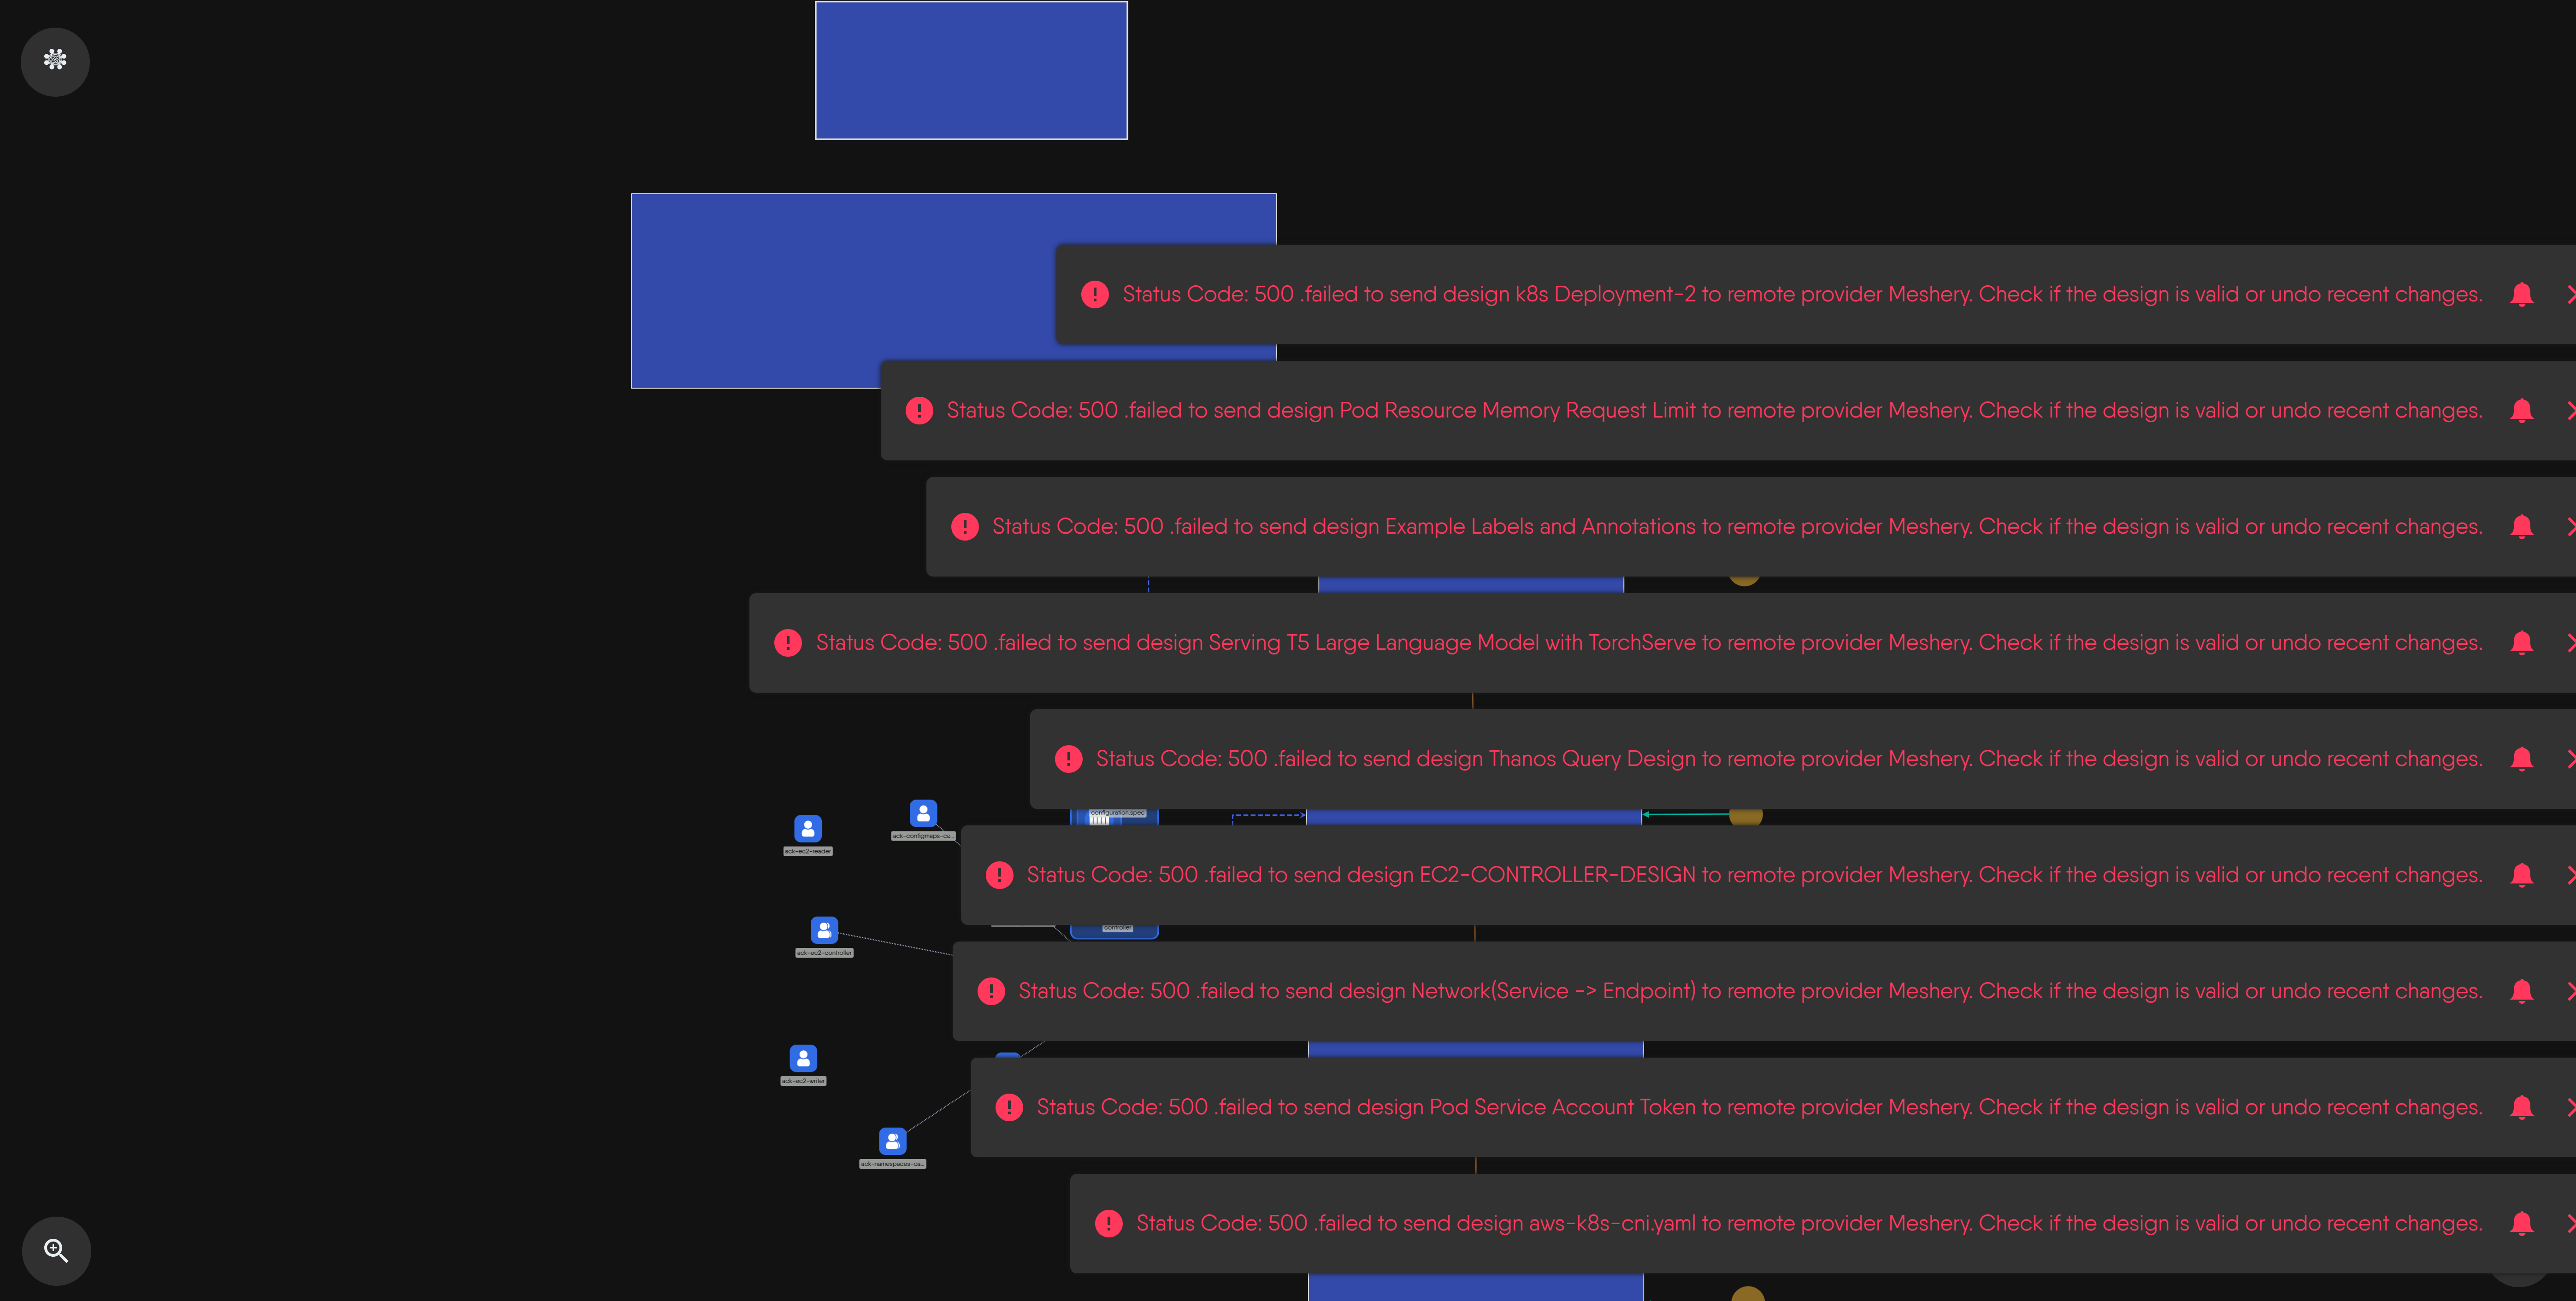 Status Code: 500 .failed to send design k8s Deployment-2 to remote provider Meshery. Check if the design is valid or undo recent changes.
Status Code: 500 .failed to send design Pod Resource Memory Request Limit to remote provider Meshery. Check if the design is valid or undo recent changes.
Status Code: 500 .failed to send design Example Labels and Annotations to remote provider Meshery. Check if the design is valid or undo recent changes.
Status Code: 500 .failed to send design Serving T5 Large Language Model with TorchServe to remote provider Meshery. Check if the design is valid or undo recent changes.
Status Code: 500 .failed to send design Thanos Query Design to remote provider Meshery. Check if the design is valid or undo recent changes.
configuration.spec
ack-configmaps-ca...
ack-ec2-reader
Status Code: 500 .failed to send design EC2-CONTROLLER-DESIGN to remote provider Meshery. Check if the design is valid or undo recent changes.
controller
ack-ec2-controller
Status Code: 500 .failed to send design Network(Service -> Endpoint) to remote provider Meshery. Check if the design is valid or undo recent changes.
ack-ec2-writer
Status Code: 500 .failed to send design Pod Service Account Token to remote provider Meshery. Check if the design is valid or undo recent changes.
ack-namespaces-ca...
Status Code: 500 .failed to send design aws-k8s-cni.yaml to remote provider Meshery. Check if the design is valid or undo recent changes.